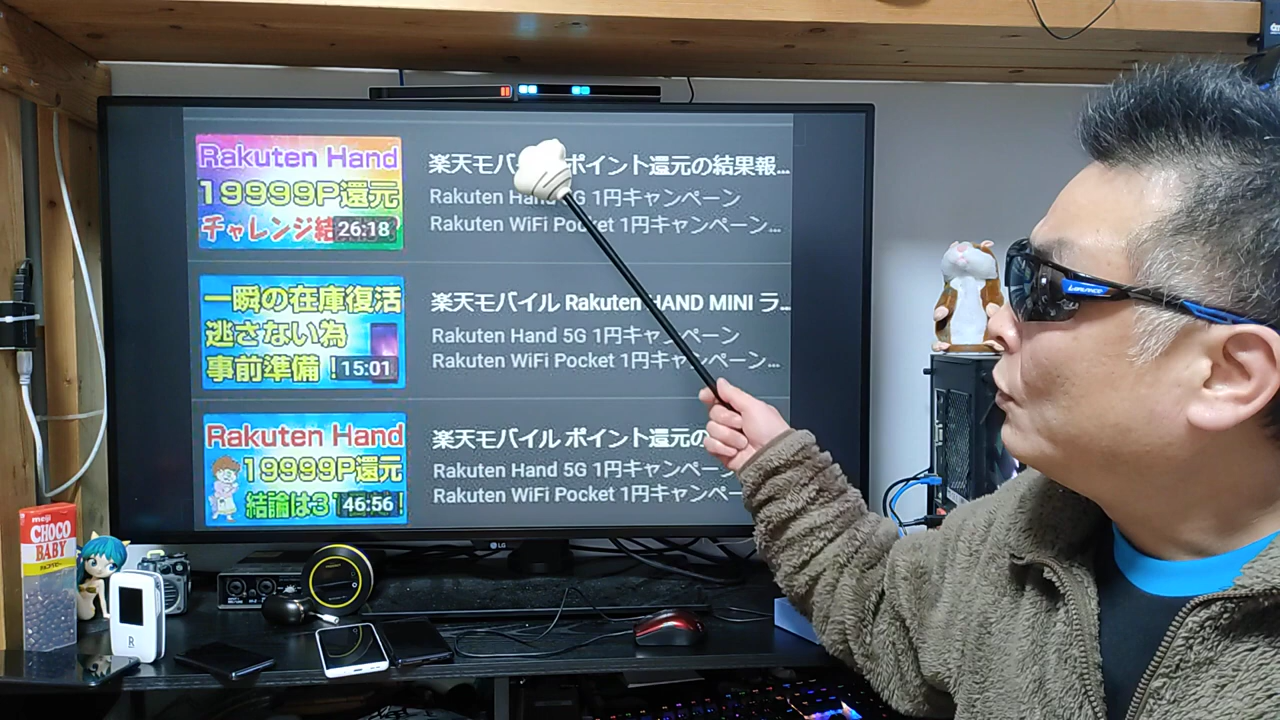 Rakuten Hand
19999P還元
チャレンジ結
26:18
楽天モバ ポイント還元の結果報...
Rakuten Han G 1円キャンペーン
Rakuten WiFi Pocket 1円キャンペーン...
一瞬の在庫復活
逃さない為
事前準備！
15:01
楽天モバイル Rakuten HAND MINI ラ...
Rakuten Hand 5G 1円キャンペーン
Rakuten WiFi Pocket 1円キャンペーン...
Rakuten Hand
19999P還元
結論は3
46:56
楽天モバイル ポイント還元の
Rakuten Hand 5G 1円キャンペー
Rakuten WiFi Pocket 1円キャンペー
LG
meiji
CHOCO
BABY
R